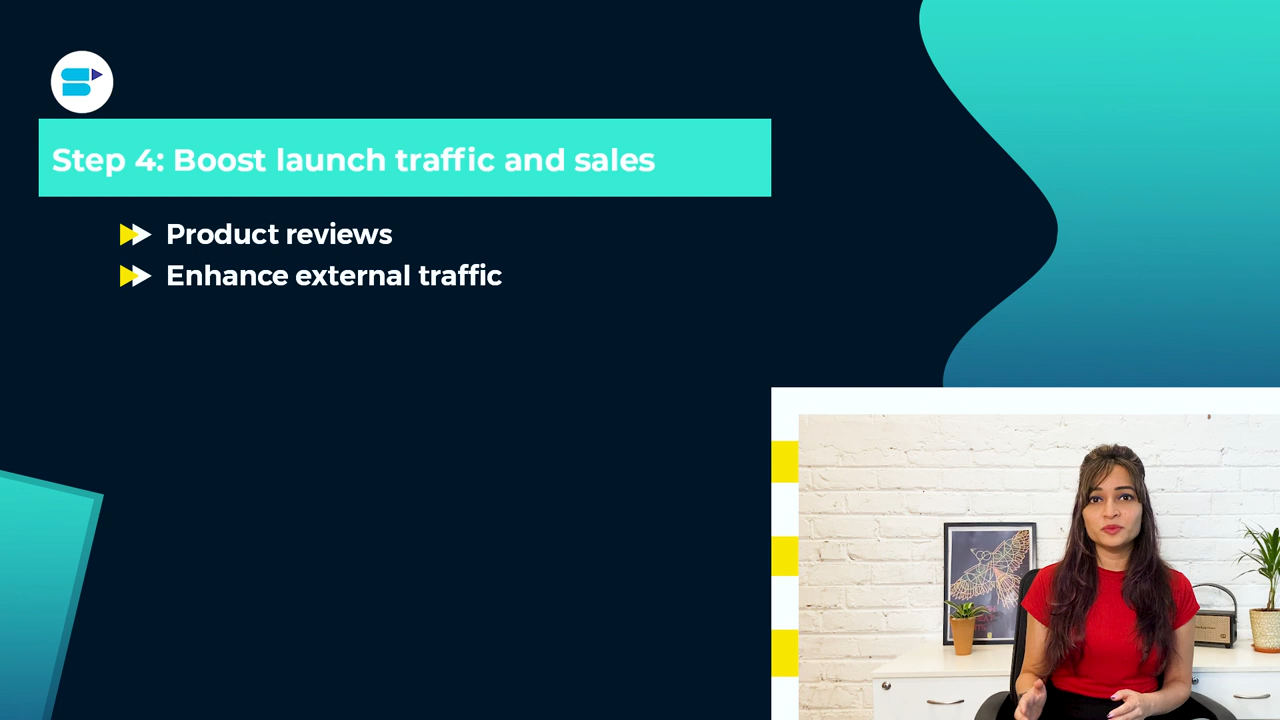 Step 4: Boost launch traffic and sales
Product reviews
Enhance external traffic